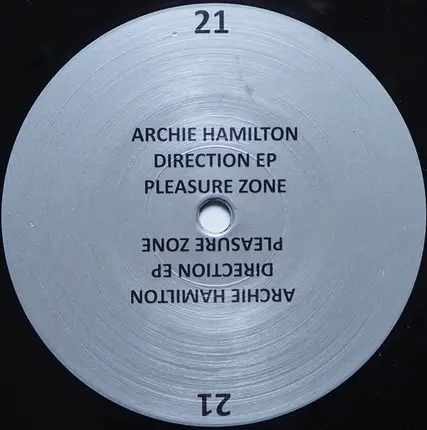 21
ARCHIE HAMILTON
DIRECTION EP
PLEASURE ZONE
PLEASURE ZONE
DIRECTION EP
ARCHIE HAMILTON
21